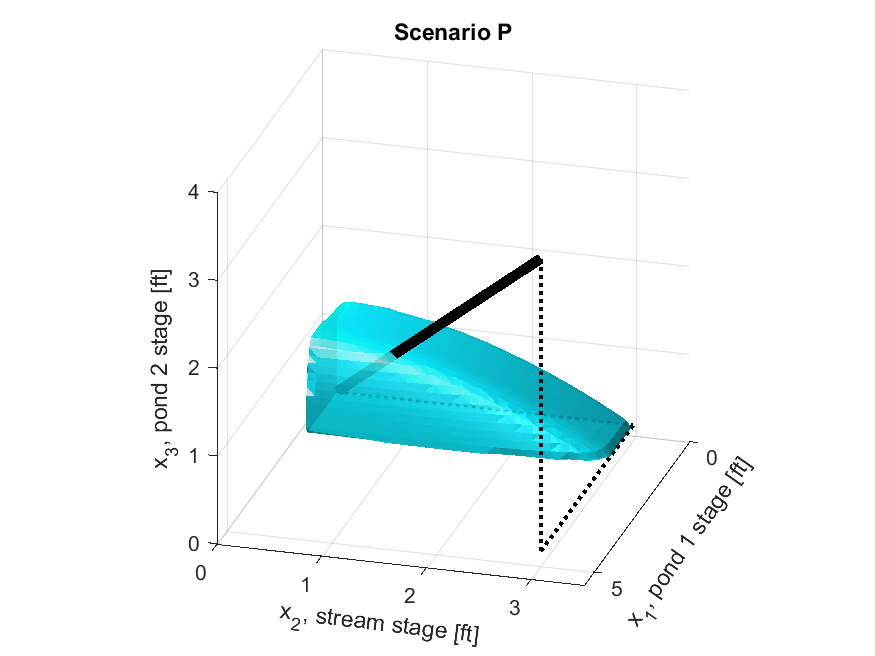 Scenario P
4
3
2
1
0
x3, pond 2 stage [ft]
0
1
2
3
x2, stream stage [ft]
0
5
x1, pond 1 stage [ft]